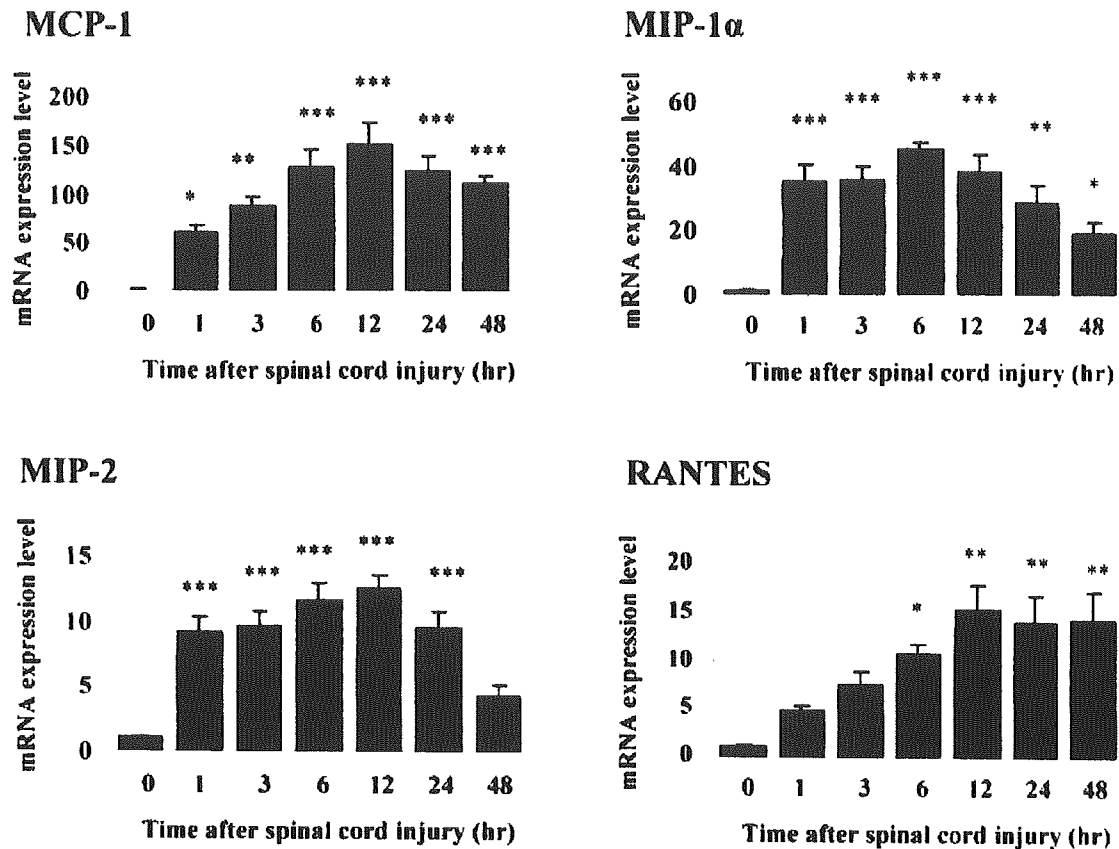 MCP-1
mRNA expression level
200
150
100
50
0
*
**
***
***
***
***
0 1 3 6 12 24 48
Time after spinal cord injury (hr)
MIP-1α
mRNA expression level
60
40
20
0
***
***
***
***
**
*
0 1 3 6 12 24 48
Time after spinal cord injury (hr)
MIP-2
mRNA expression level
15
10
5
0
***
***
***
***
***
0 1 3 6 12 24 48
Time after spinal cord injury (hr)
RANTES
mRNA expression level
20
15
10
5
0
*
**
**
**
0 1 3 6 12 24 48
Time after spinal cord injury (hr)